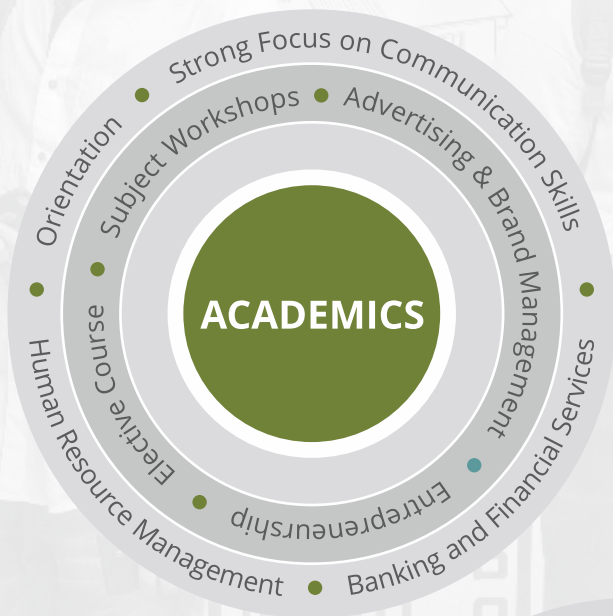 Strong Focus on Communication Skills
Banking and Financial Services
Human Resource Management
Orientation
Advertising & Brand Management
Entrepreneurship
Elective Course
Subject Workshops
ACADEMICS